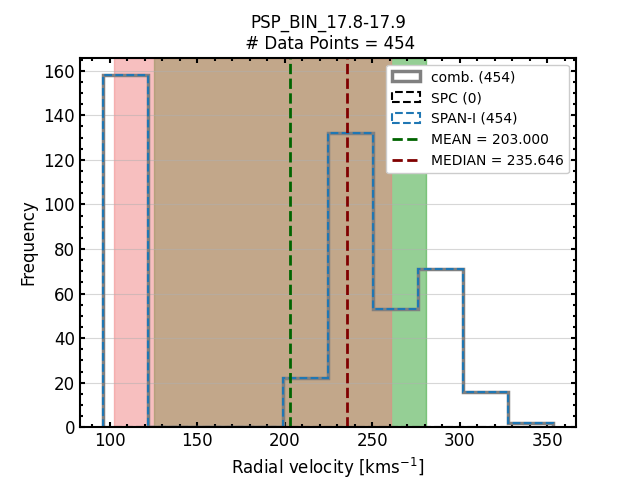 PSP_BIN_17.8-17.9
# Data Points = 454
comb. (454)
SPC (0)
SPAN-I (454)
MEAN = 203.000
MEDIAN = 235.646
Frequency
160
140
120
100
80
60
40
20
0
100 150 200 250 300 350
Radial velocity [kms⁻¹]